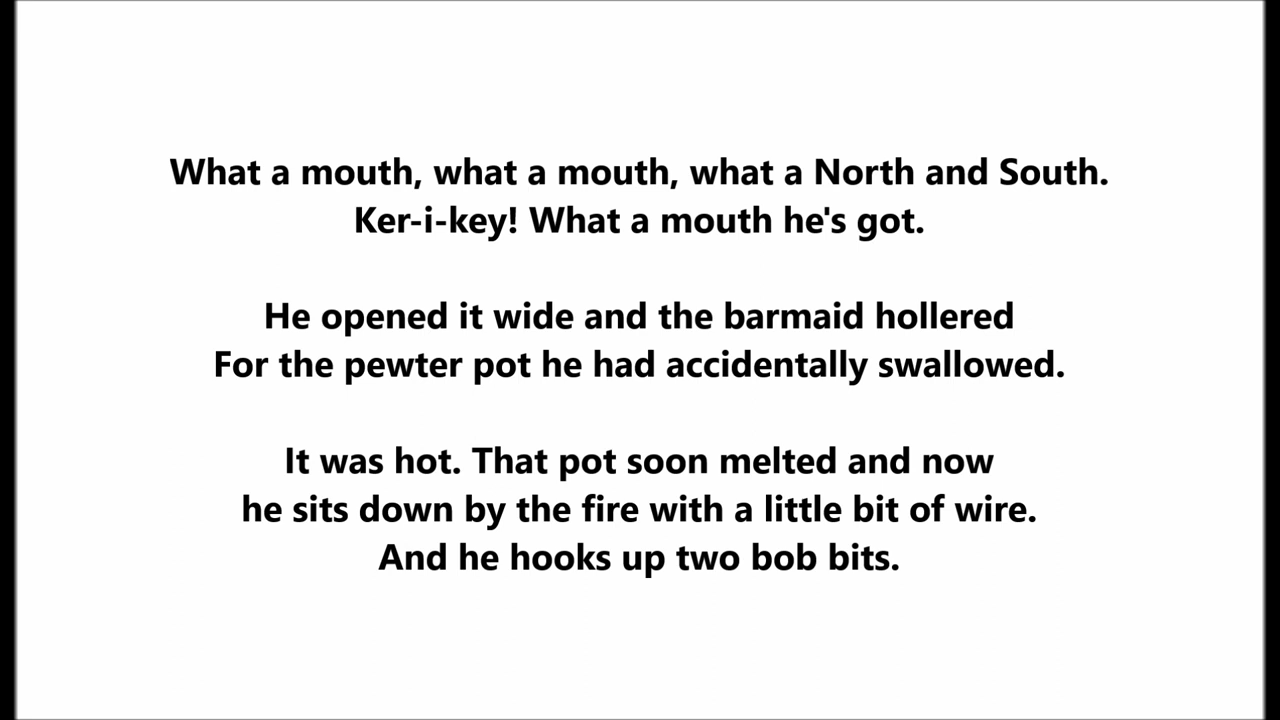 What a mouth, what a mouth, what a North and South.
Ker-i-key! What a mouth he's got.
He opened it wide and the barmaid hollered
For the pewter pot he had accidentally swallowed.
It was hot. That pot soon melted and now
he sits down by the fire with a little bit of wire.
And he hooks up two bob bits.